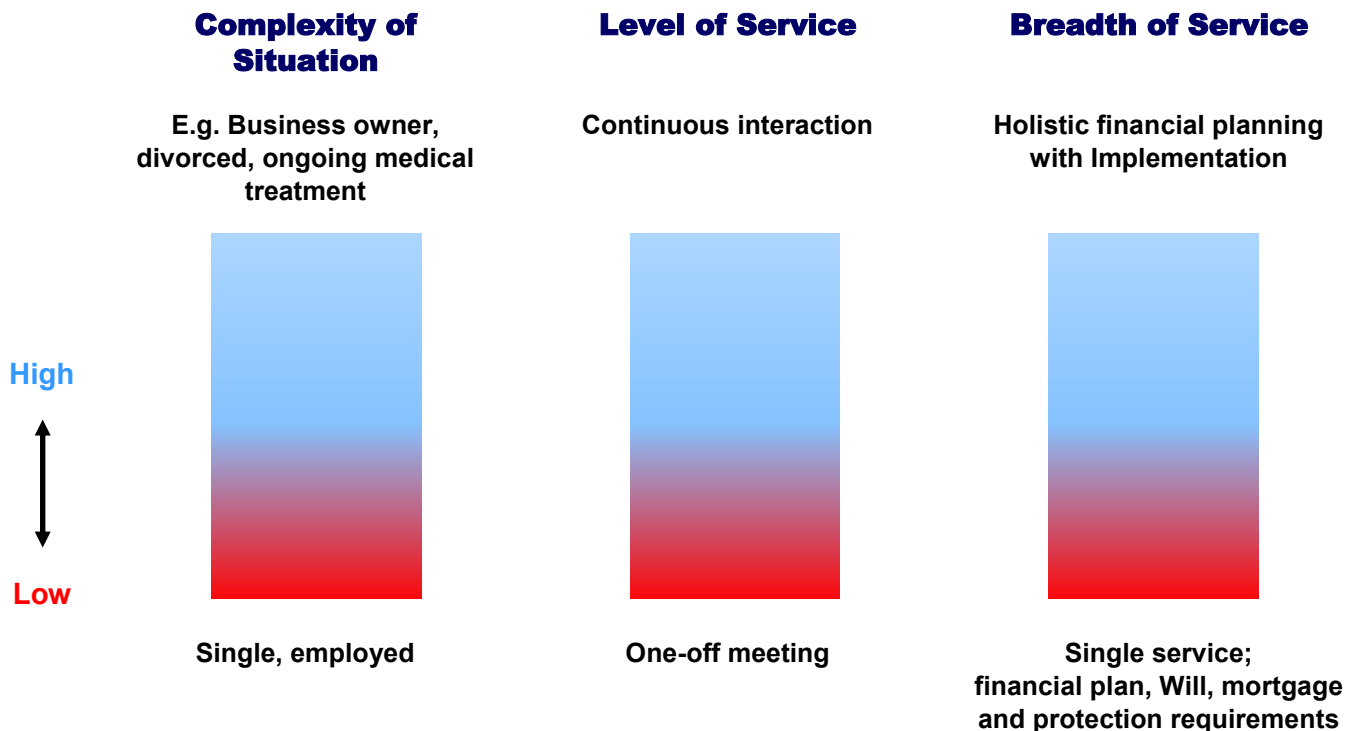 Complexity of
Situation
Level of Service
Breadth of Service
E.g. Business owner,
divorced, ongoing medical
treatment
Continuous interaction
Holistic financial planning
with Implementation
High
Low
Single, employed
One-off meeting
Single service;
financial plan, Will, mortgage
and protection requirements